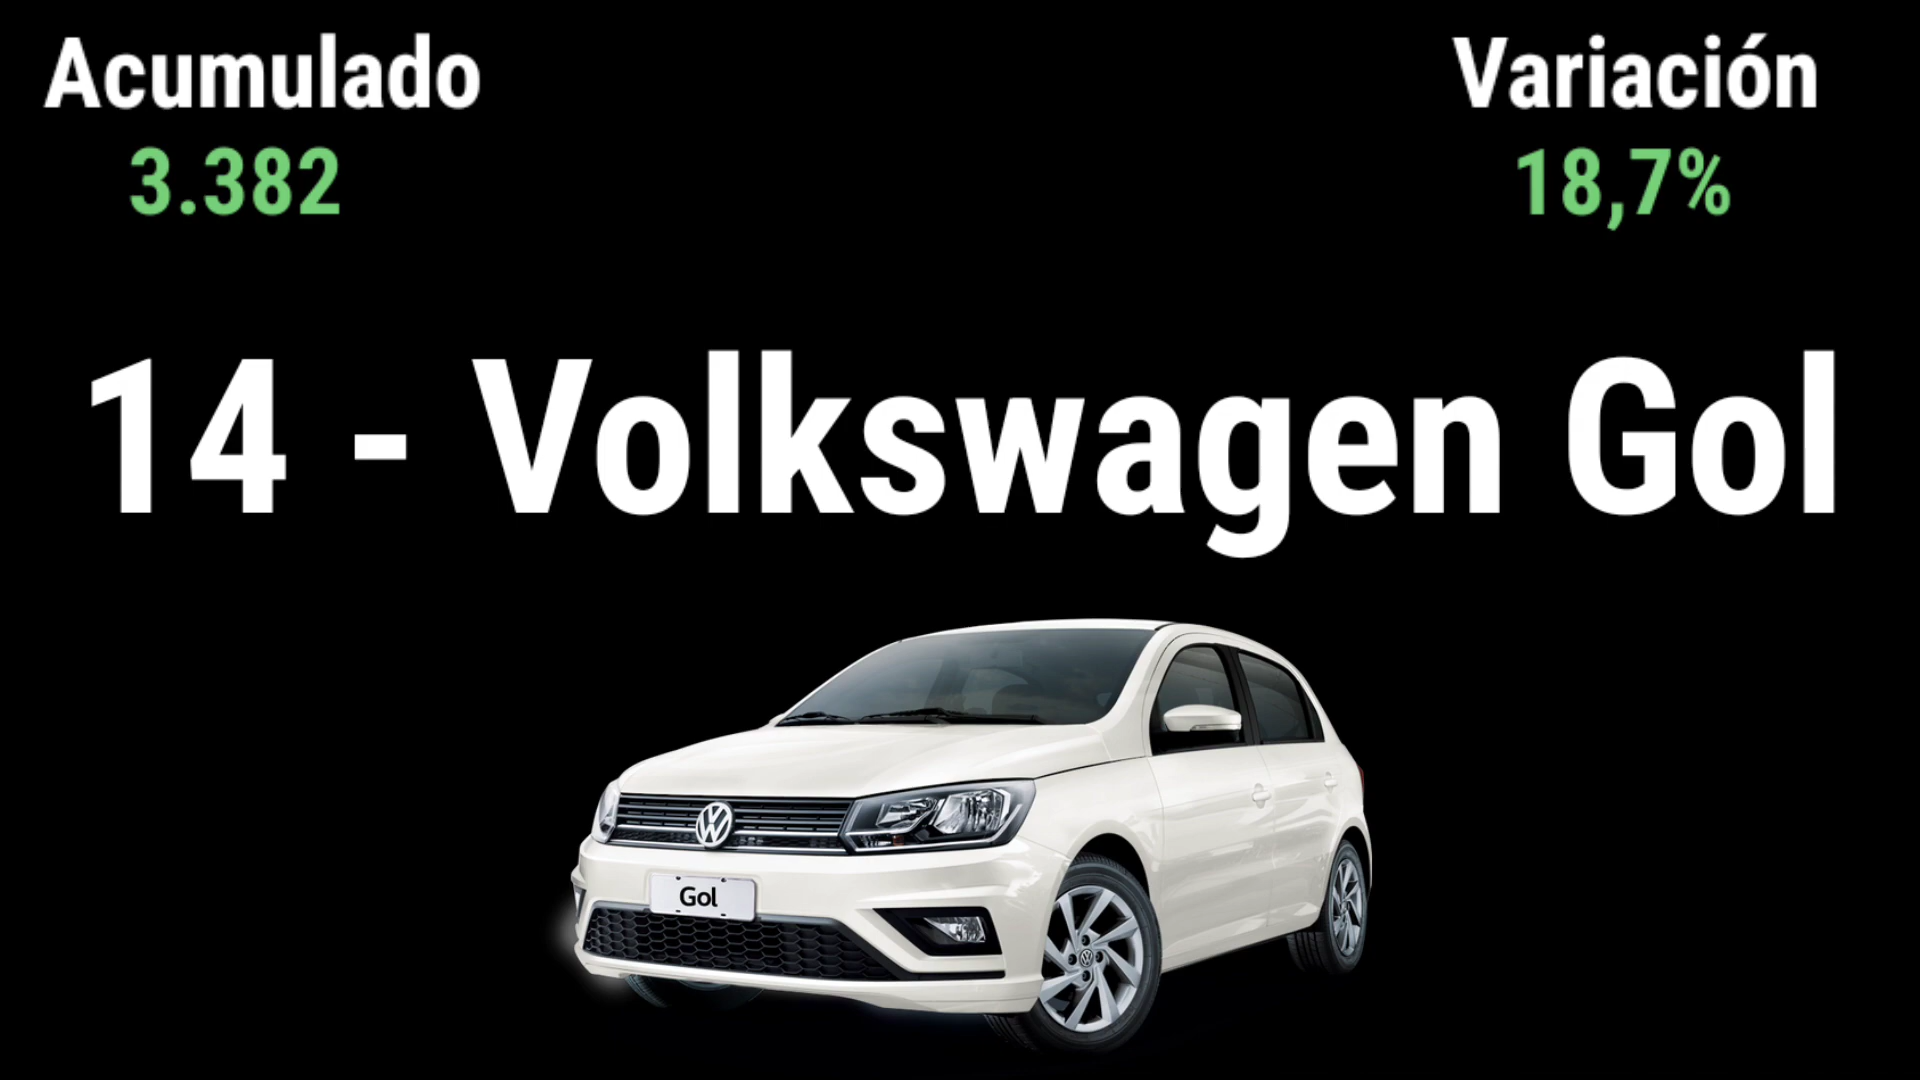 Acumulado
3.382
Variación
18,7%
14 - Volkswagen Gol
Gol